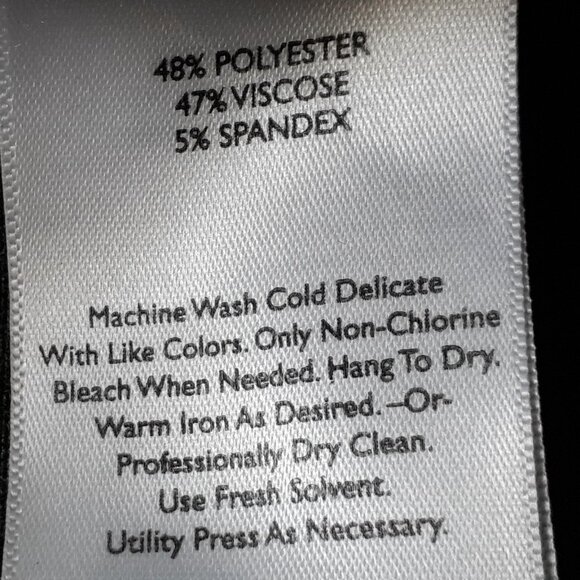 48% POLYESTER
47% VISCOSE
5% SPANDEX
Machine Wash Cold Delicate
With Like Colors. Only Non-Chlorine
Bleach When Needed. Hang To Dry.
Warm Iron As Desired. –Or-
Professionally Dry Clean.
Use Fresh Solvent.
Utility Press As Necessary.